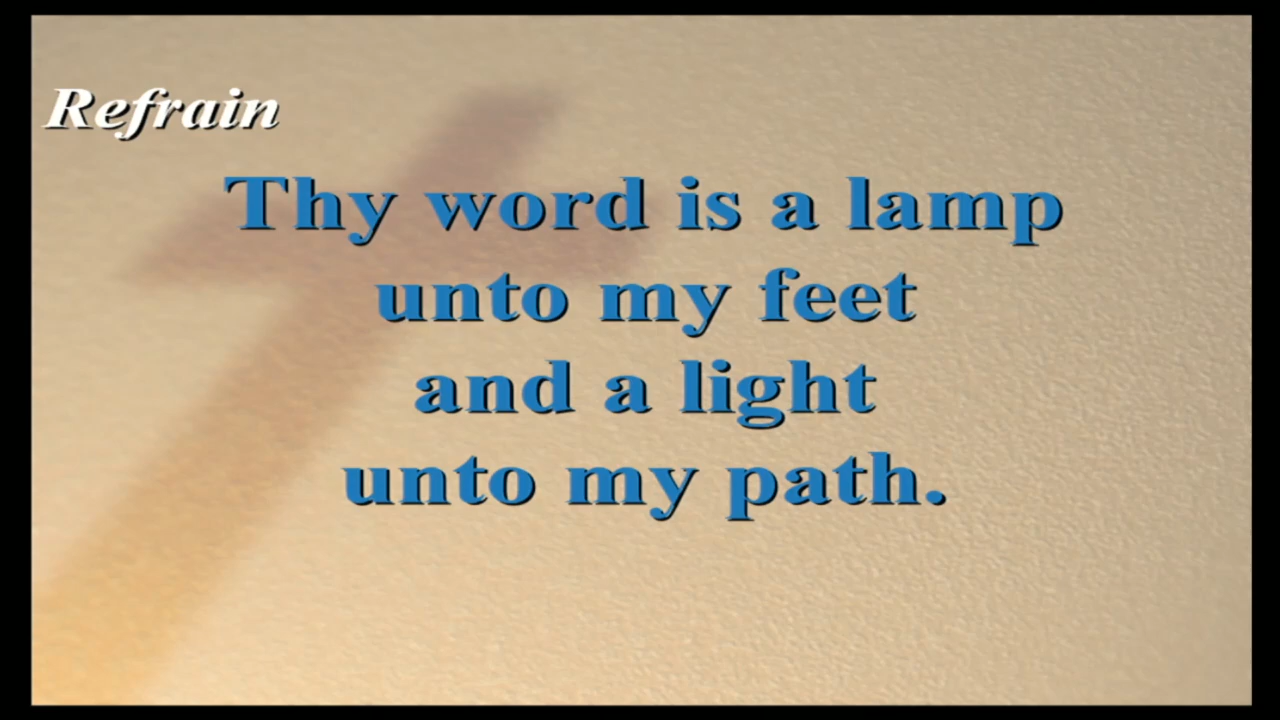 Refrain
Thy word is a lamp
unto my feet
and a light
unto my path.